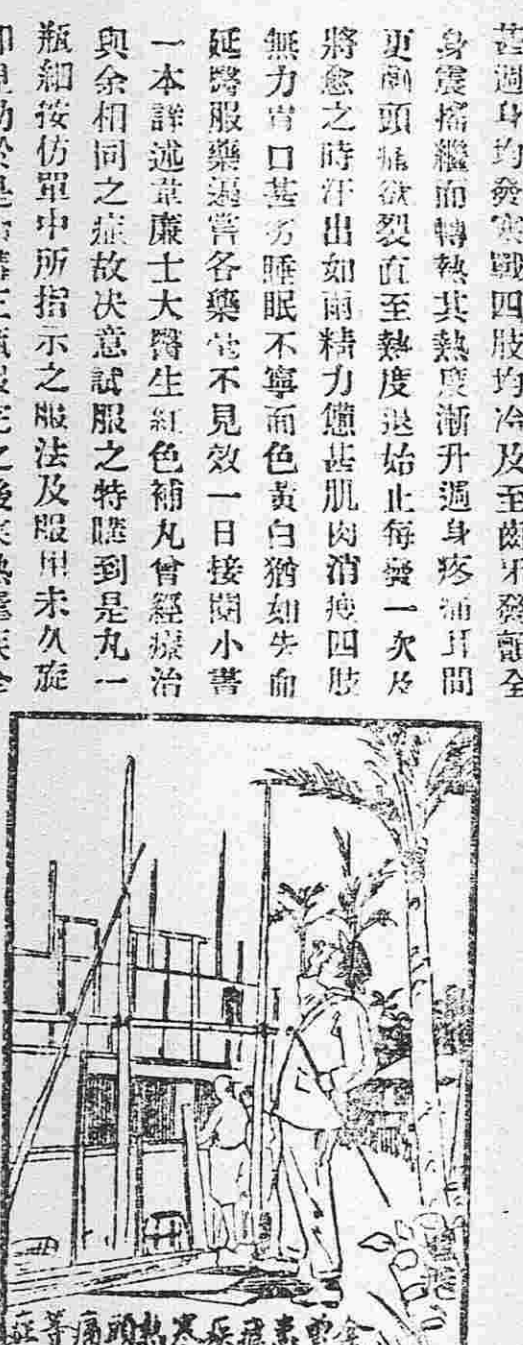 甚週身均發寒戰四肢均冷及至齒牙發顫全
身震搖繼而轉熱其熱度漸升週身疼痛日間
更劇頭痛欲裂直至熱度退始止每發一次及
將愈之時汗出如雨精力憊甚肌肉消瘦四肢
無力胃口甚劣睡眠不寧面色黃白猶如失血
延醫服藥遍嘗各藥皆不見效一日接閱小書
一本詳述韋廉士大醫生紅色補丸曾經療治
與余相同之症故决意試服之特購到是丸一
瓶細按仿單中所指示之服法及服用未久旋
之後
患瘧疾寒熱頭痛等症